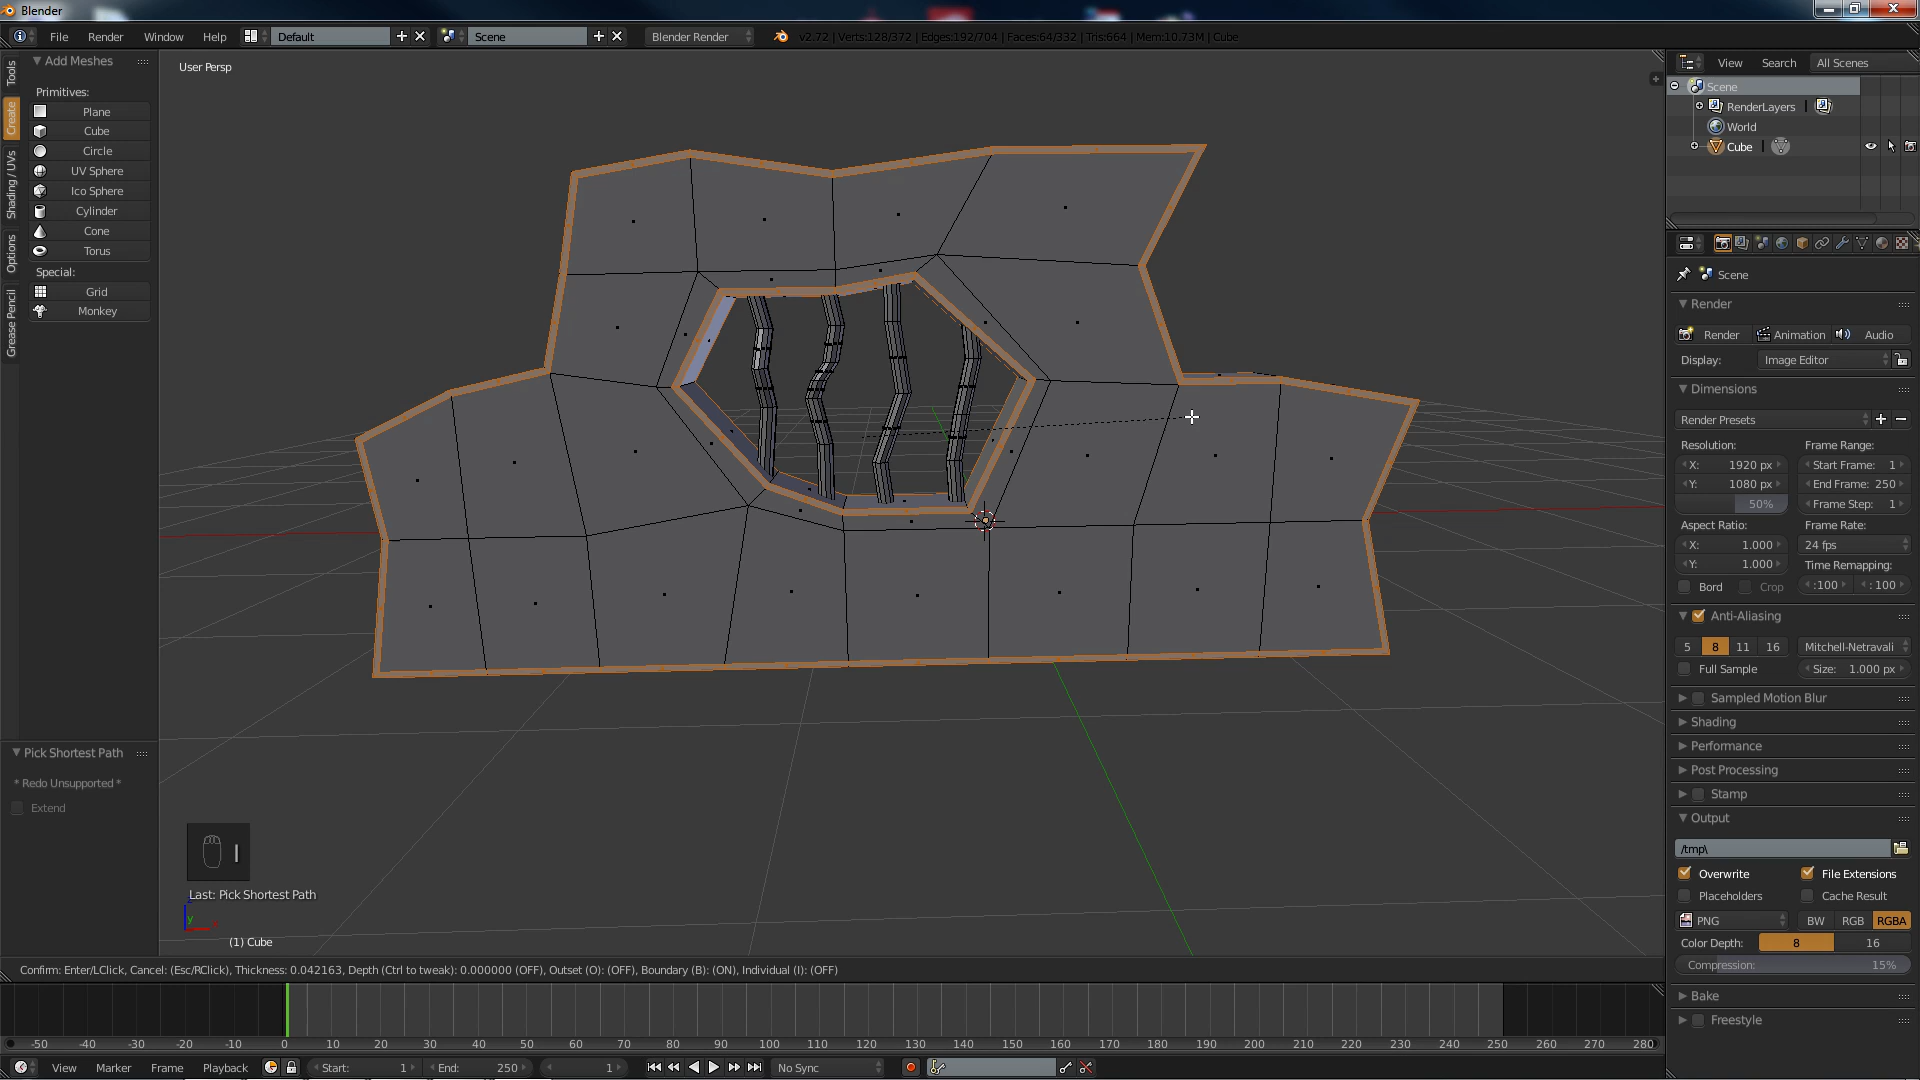 Blender
File Render Window Help Default Scene Blender Render v2.72 | Verts:128/372 | Edges:192/704 | Faces:64/332 | Tris:664 | Mem:10.73M | Cube
Tools
Create
Shading / UVs
Options
Grease Pencil
Add Meshes
Primitives:
Plane
Cube
Circle
UV Sphere
Ico Sphere
Cylinder
Cone
Torus
Special:
Grid
Monkey
Pick Shortest Path
* Redo Unsupported *
Extend
User Persp
I
Last: Pick Shortest Path
y
(1) Cube
Confirm: Enter/LClick, Cancel: (Esc/RClick), Thickness: 0.042163, Depth (Ctrl to tweak): 0.000000 (OFF), Outset (O): (OFF), Boundary (B): (ON), Individual (I): (OFF)
-50 -40 -30 -20 -10 0 10 20 30 40 50 60 70 80 90 100 110 120 130 140 150 160 170 180 190 200 210 220 230 240 250 260 270 280
View Marker Frame Playback Start: 1 End: 250 1 No Sync
View Search All Scenes
Scene
RenderLayers |
World
Cube |
Scene
Render
Render Animation Audio
Display: Image Editor
Dimensions
Render Presets
Resolution: Frame Range:
X: 1920 px Start Frame: 1
Y: 1080 px End Frame: 250
50% Frame Step: 1
Aspect Ratio: Frame Rate:
X: 1.000 24 fps
Y: 1.000 Time Remapping:
Bord Crop :100 : 100
Anti-Aliasing
5 8 11 16 Mitchell-Netravali
Full Sample Size: 1.000 px
Sampled Motion Blur
Shading
Performance
Post Processing
Stamp
Output
/tmp\
Overwrite File Extensions
Placeholders Cache Result
PNG BW RGB RGBA
Color Depth: 8 16
Compression: 15%
Bake
Freestyle